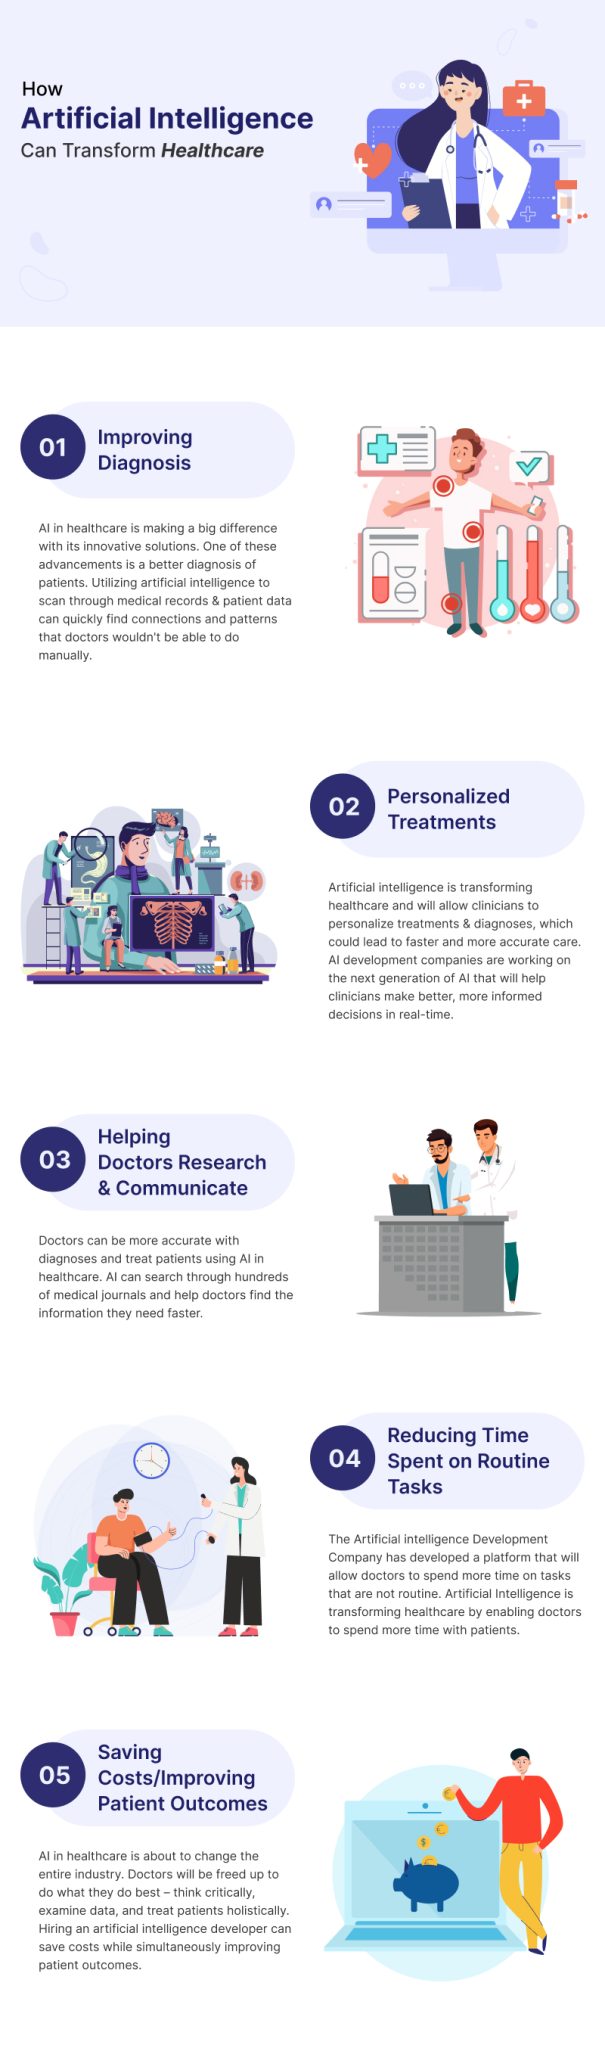 How
Artificial Intelligence
Can Transform Healthcare
01
Improving
Diagnosis
AI in healthcare is making a big difference
with its innovative solutions. One of these
advancements is a better diagnosis of
patients. Utilizing artificial intelligence to
scan through medical records & patient data
can quickly find connections and patterns
that doctors wouldn't be able to do
manually.
02
Personalized
Treatments
Artificial intelligence is transforming
healthcare and will allow clinicians to
personalize treatments & diagnoses, which
could lead to faster and more accurate care.
AI development companies are working on
the next generation of AI that will help
clinicians make better, more informed
decisions in real-time.
03
Helping
Doctors Research
& Communicate
Doctors can be more accurate with
diagnoses and treat patients using AI in
healthcare. AI can search through hundreds
of medical journals and help doctors find the
information they need faster.
04
Reducing Time
Spent on Routine
Tasks
The Artificial intelligence Development
Company has developed a platform that will
allow doctors to spend more time on tasks
that are not routine. Artificial Intelligence is
transforming healthcare by enabling doctors
to spend more time with patients.
05
Saving
Costs/Improving
Patient Outcomes
AI in healthcare is about to change the
entire industry. Doctors will be freed up to
do what they do best – think critically,
examine data, and treat patients holistically.
Hiring an artificial intelligence developer can
save costs while simultaneously improving
patient outcomes.